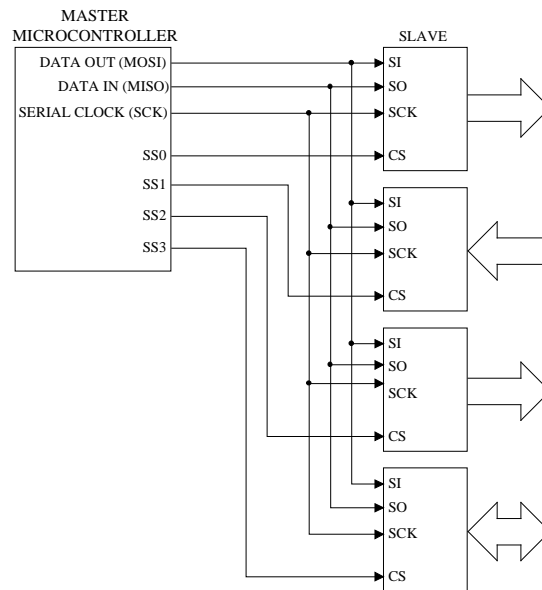 MASTER
MICROCONTROLLER
DATA OUT (MOSI)
DATA IN (MISO)
SERIAL CLOCK (SCK)
SS0
SS1
SS2
SS3
SLAVE
SI
SO
SCK
CS
SI
SO
SCK
CS
SI
SO
SCK
CS
SI
SO
SCK
CS